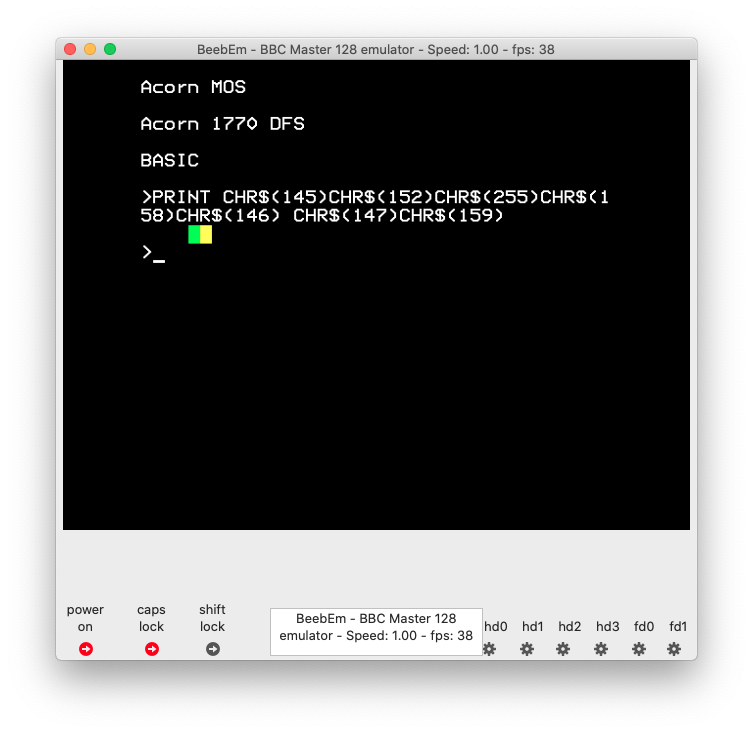 BeebEm - BBC Master 128 emulator - Speed: 1.00 - fps: 38
Acorn MOS
Acorn 1770 DFS
BASIC
>PRINT CHR$(145)CHR$(152)CHR$(255)CHR$(1
58)CHR$(146) CHR$(147)CHR$(159)
>_
power on
caps lock
shift lock
BeebEm - BBC Master 128
emulator - Speed: 1.00 - fps: 38
hd0 hd1 hd2 hd3 fd0 fd1